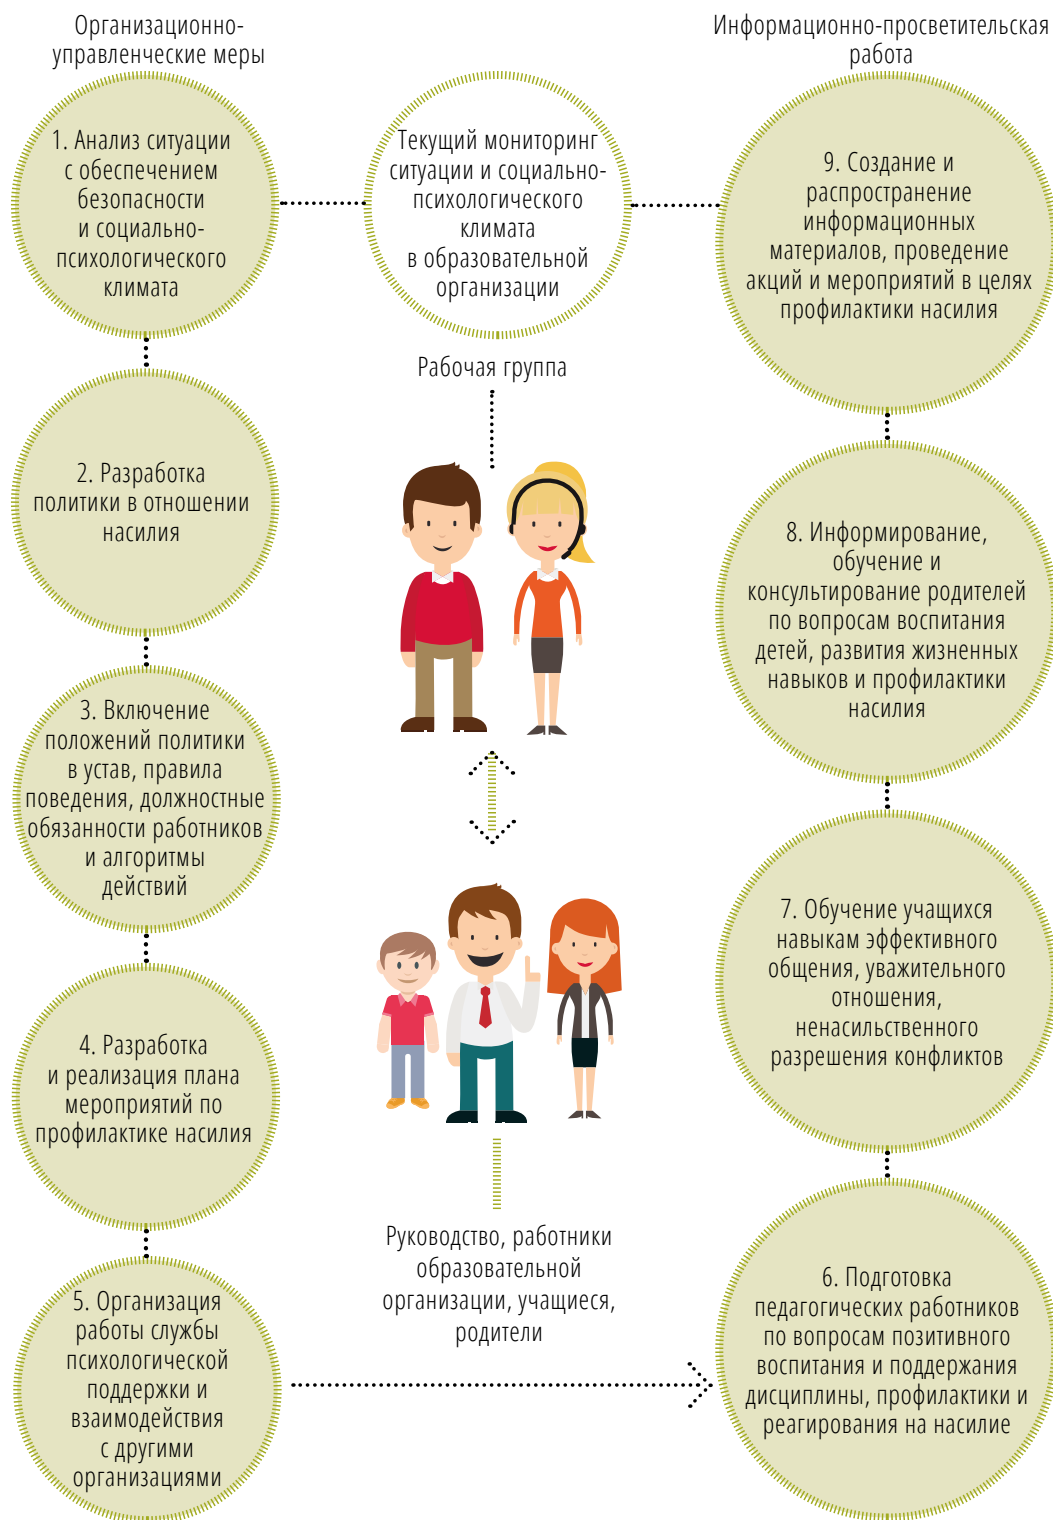 Организационно-
управленческие меры
1. Анализ ситуации
с обеспечением
безопасности
и социально-
психологического
климата
2. Разработка
политики в отношении
насилия
3. Включение
положений политики
в устав, правила
поведения, должностные
обязанности работников
и алгоритмы
действий
4. Разработка
и реализация плана
мероприятий по
профилактике насилия
5. Организация
работы службы
психологической
поддержки и
взаимодействия
с другими
организациями
Текущий мониторинг
ситуации и социально-
психологического
климата
в образовательной
организации
Рабочая группа
Руководство, работники
образовательной
организации, учащиеся,
родители
Информационно-просветительская
работа
9. Создание и
распространение
информационных
материалов, проведение
акций и мероприятий в целях
профилактики насилия
8. Информирование,
обучение и
консультирование родителей
по вопросам воспитания
детей, развития жизненных
навыков и профилактики
насилия
7. Обучение учащихся
навыкам эффективного
общения, уважительного
отношения,
ненасильственного
разрешения конфликтов
6. Подготовка
педагогических работников
по вопросам позитивного
воспитания и поддержания
дисциплины, профилактики и
реагирования на насилие